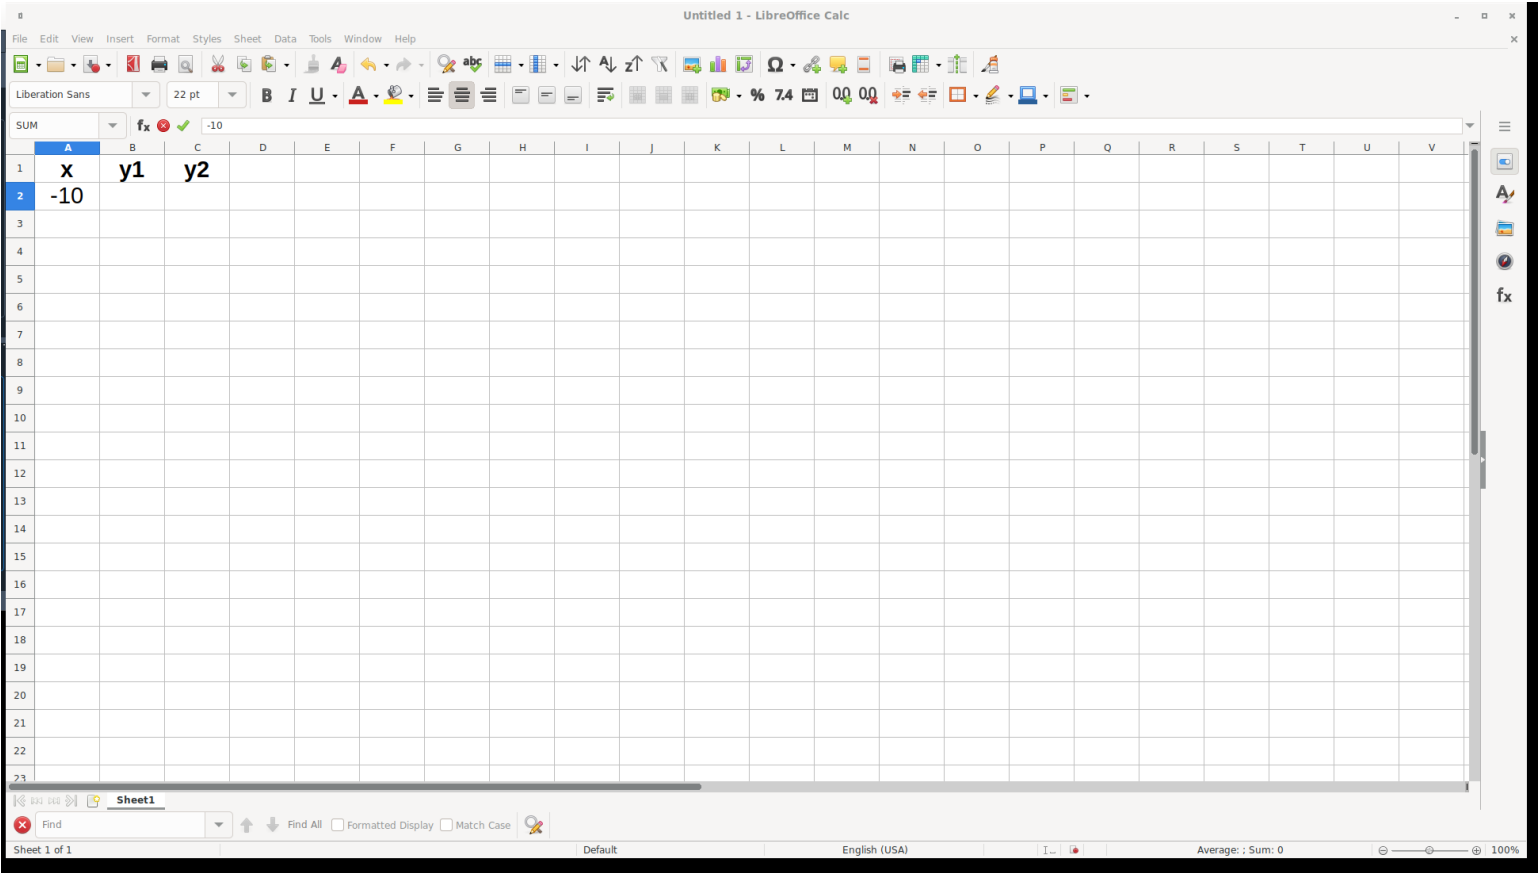 Untitled 1 - LibreOffice Calc
File Edit View Insert Format Styles Sheet Data Tools Window Help
Liberation Sans 22 pt
SUM -10
A B C D E F G H I J K L M N O P Q R S T U V
1 x y1 y2
2 -10
3
4
5
6
7
8
9
10
11
12
13
14
15
16
17
18
19
20
21
22
23
Sheet1
Find Find All Formatted Display Match Case
Sheet 1 of 1 Default English (USA) Average: ; Sum: 0 100%